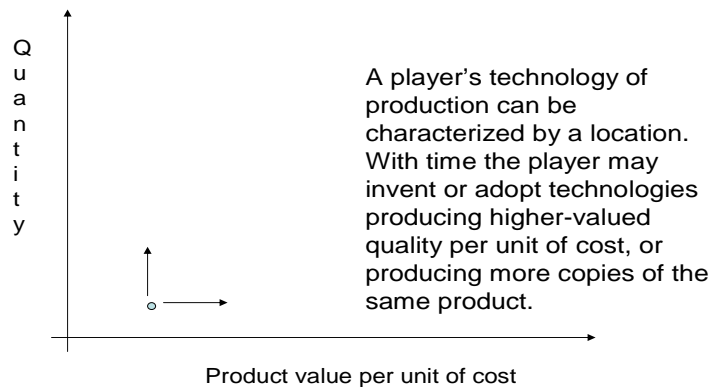 Quantity
A player’s technology of
production can be
characterized by a location.
With time the player may
invent or adopt technologies
producing higher-valued
quality per unit of cost, or
producing more copies of the
same product.
Product value per unit of cost